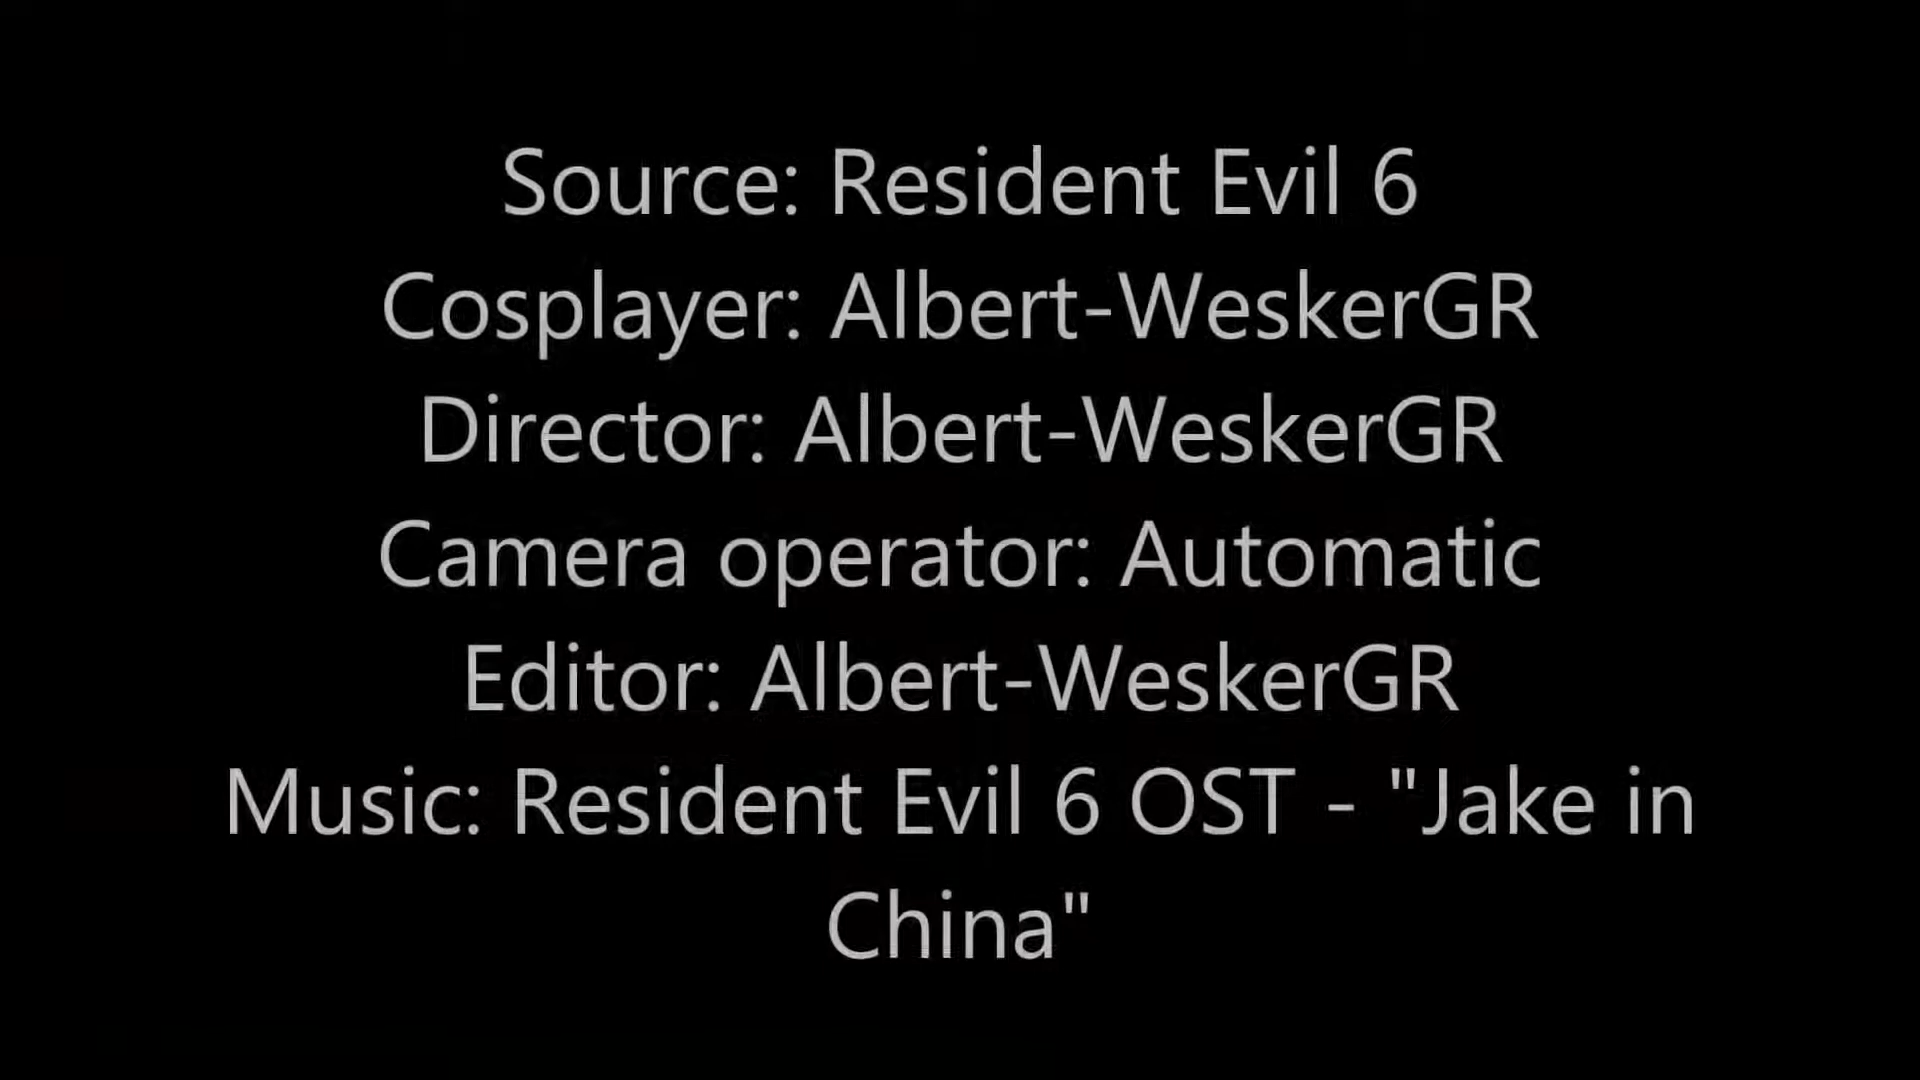 Source: Resident Evil 6
Cosplayer: Albert-WeskerGR
Director: Albert-WeskerGR
Camera operator: Automatic
Editor: Albert-WeskerGR
Music: Resident Evil 6 OST - "Jake in
China"